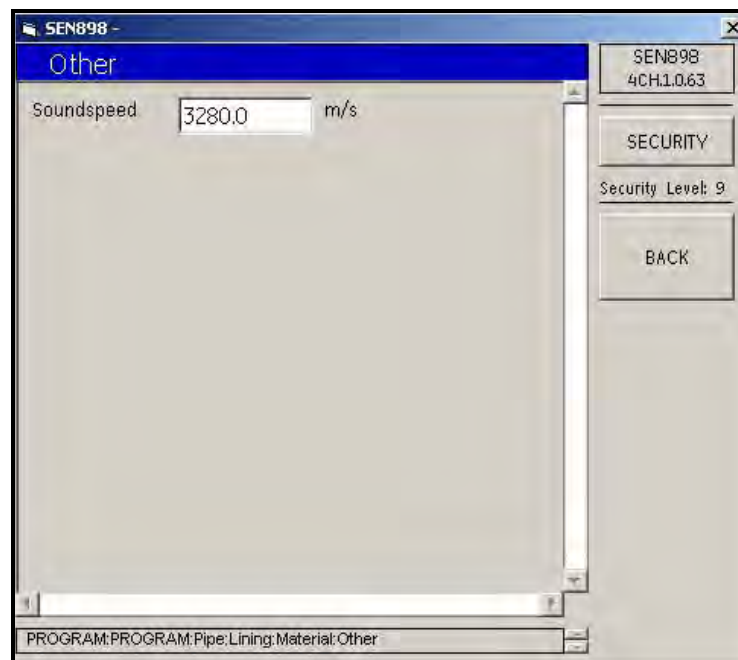 SEN898 -
Other
SEN898
4CH.1.0.63
Soundspeed 3280.0 m/s
SECURITY
Security Level: 9
BACK
PROGRAM:PROGRAM:Pipe:Lining:Material:Other